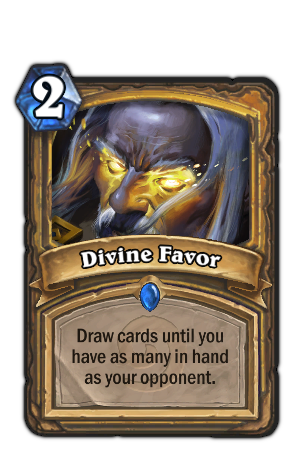 2
Divine Favor
Draw cards until you
have as many in hand
as your opponent.